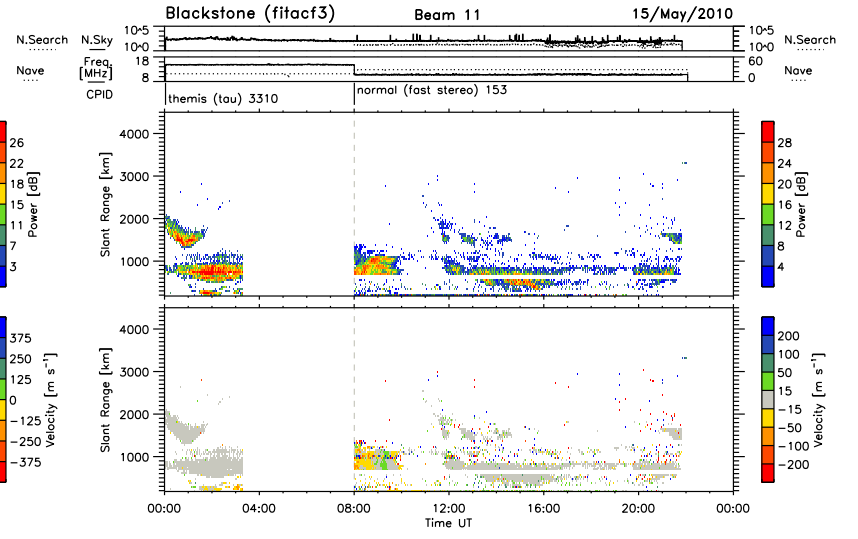 Blackstone (fitacf3) Beam 11 15/May/2010
N.Search N.Sky 10^5 10^0 10^5 10^0 N.Search
Nave Freq. [MHz] 18 8 60 0 Nave
CPID themis (tau) 3310 normal (fast stereo) 153
26 22 18 15 11 7 3
Power [dB]
Slant Range [km]
4000 3000 2000 1000
28 24 20 16 12 8 4
Power [dB]
375 250 125 0 −125 −250 −375
Velocity [m s⁻¹]
Slant Range [km]
4000 3000 2000 1000
200 100 50 15 −15 −50 −100 −200
Velocity [m s⁻¹]
00:00 04:00 08:00 12:00 16:00 20:00 00:00
Time UT